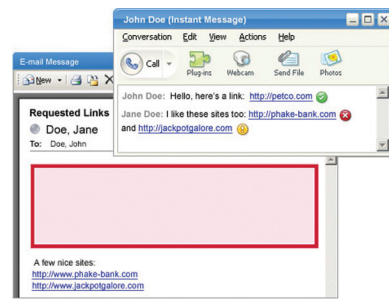 John Doe (Instant Message)
Conversation Edit View Actions Help
Call
Plug-ins Webcam Send File Photos
John Doe: Hello, here's a link: http://petco.com
Jane Doe: I like these sites too: http://phake-bank.com
and http://jackpotgalore.com
E-mail Message
New
Requested Links
Doe, Jane
To: Doe, John
A few nice sites:
http://www.phake-bank.com
http://www.jackpotgalore.com